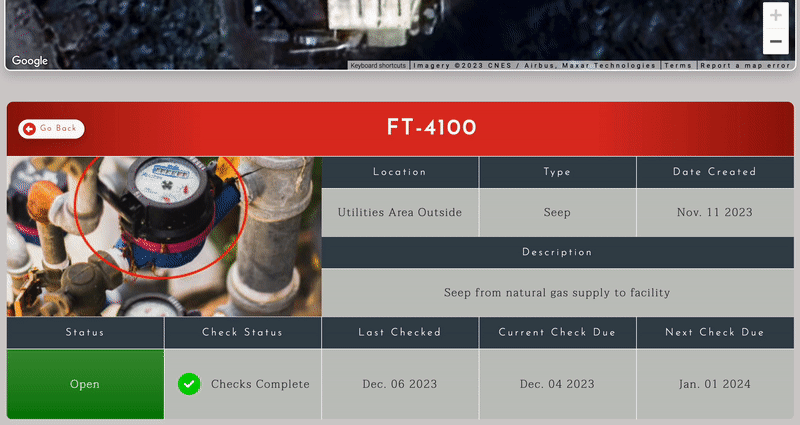 Google
Keyboard shortcuts
Imagery ©2023 CNES / Airbus, Maxar Technologies
Terms
Report a map error
Go Back
FT-4100
Location
Type
Date Created
Utilities Area Outside
Seep
Nov. 11 2023
Description
Seep from natural gas supply to facility
Status
Check Status
Last Checked
Current Check Due
Next Check Due
Open
Checks Complete
Dec. 06 2023
Dec. 04 2023
Jan. 01 2024